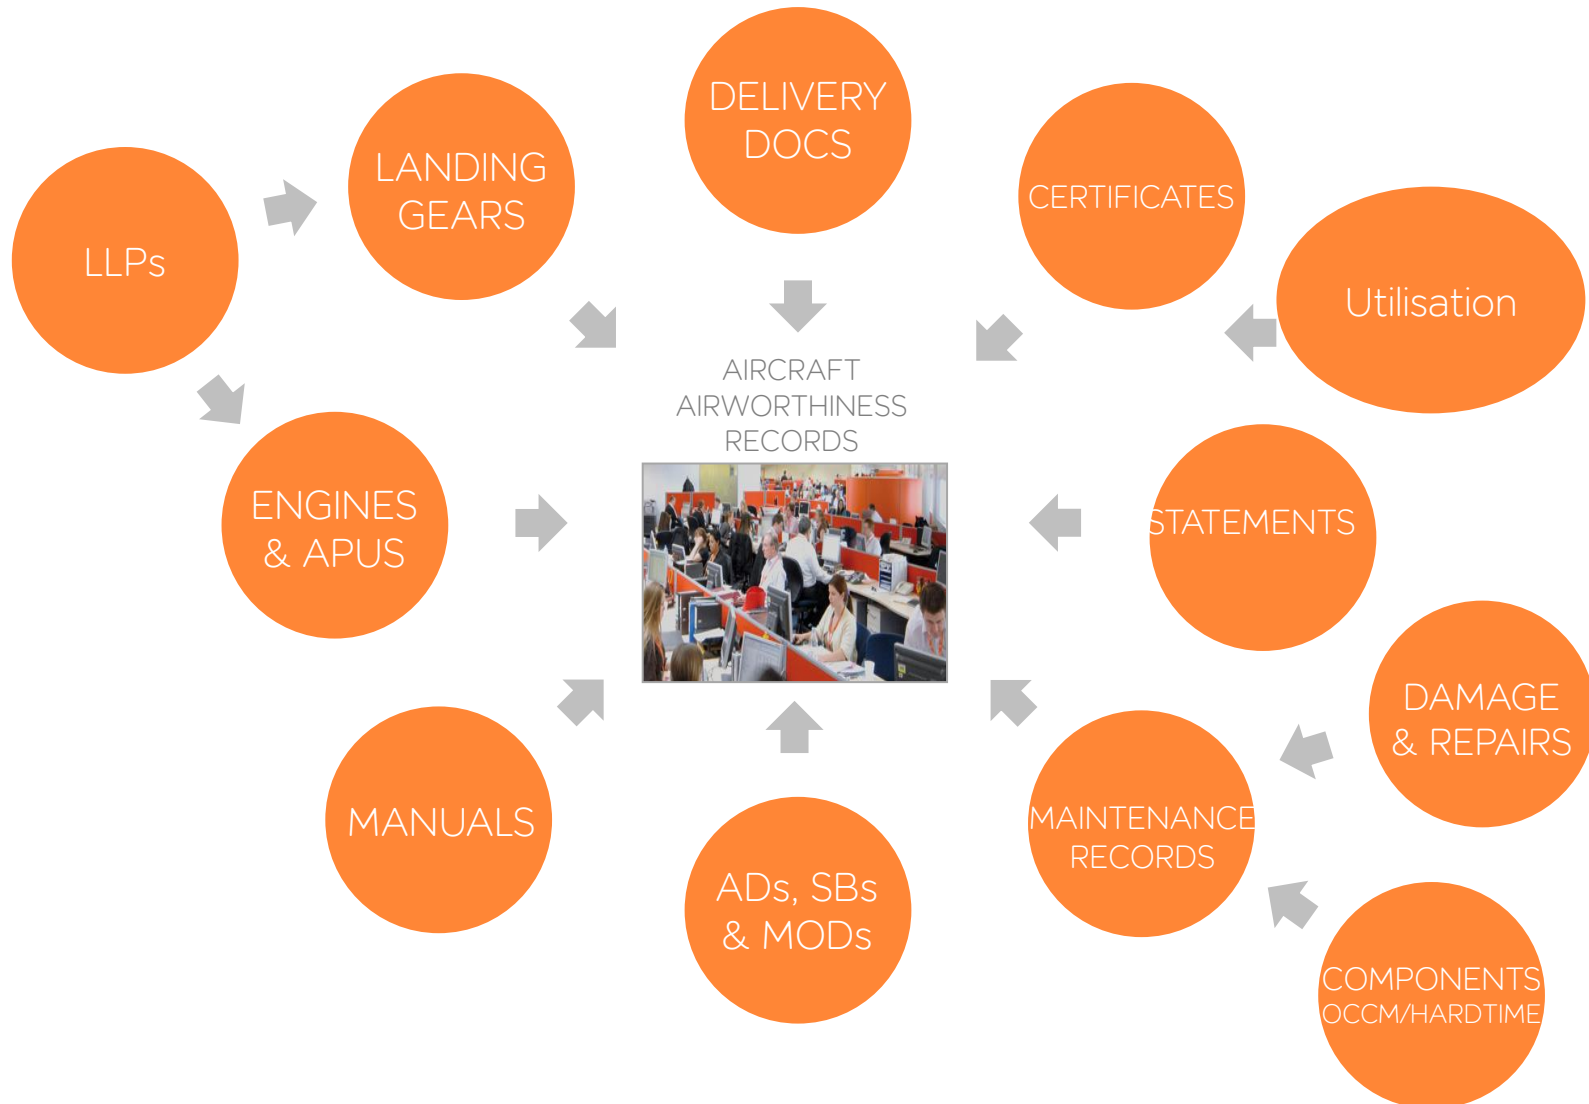 DELIVERY
DOCS
LANDING
GEARS
CERTIFICATES
LLPs
Utilisation
AIRCRAFT
AIRWORTHINESS
RECORDS
ENGINES
& APUS
STATEMENTS
DAMAGE
& REPAIRS
MANUALS
MAINTENANCE
RECORDS
ADs, SBs
& MODs
COMPONENTS
OCCM/HARDTIME